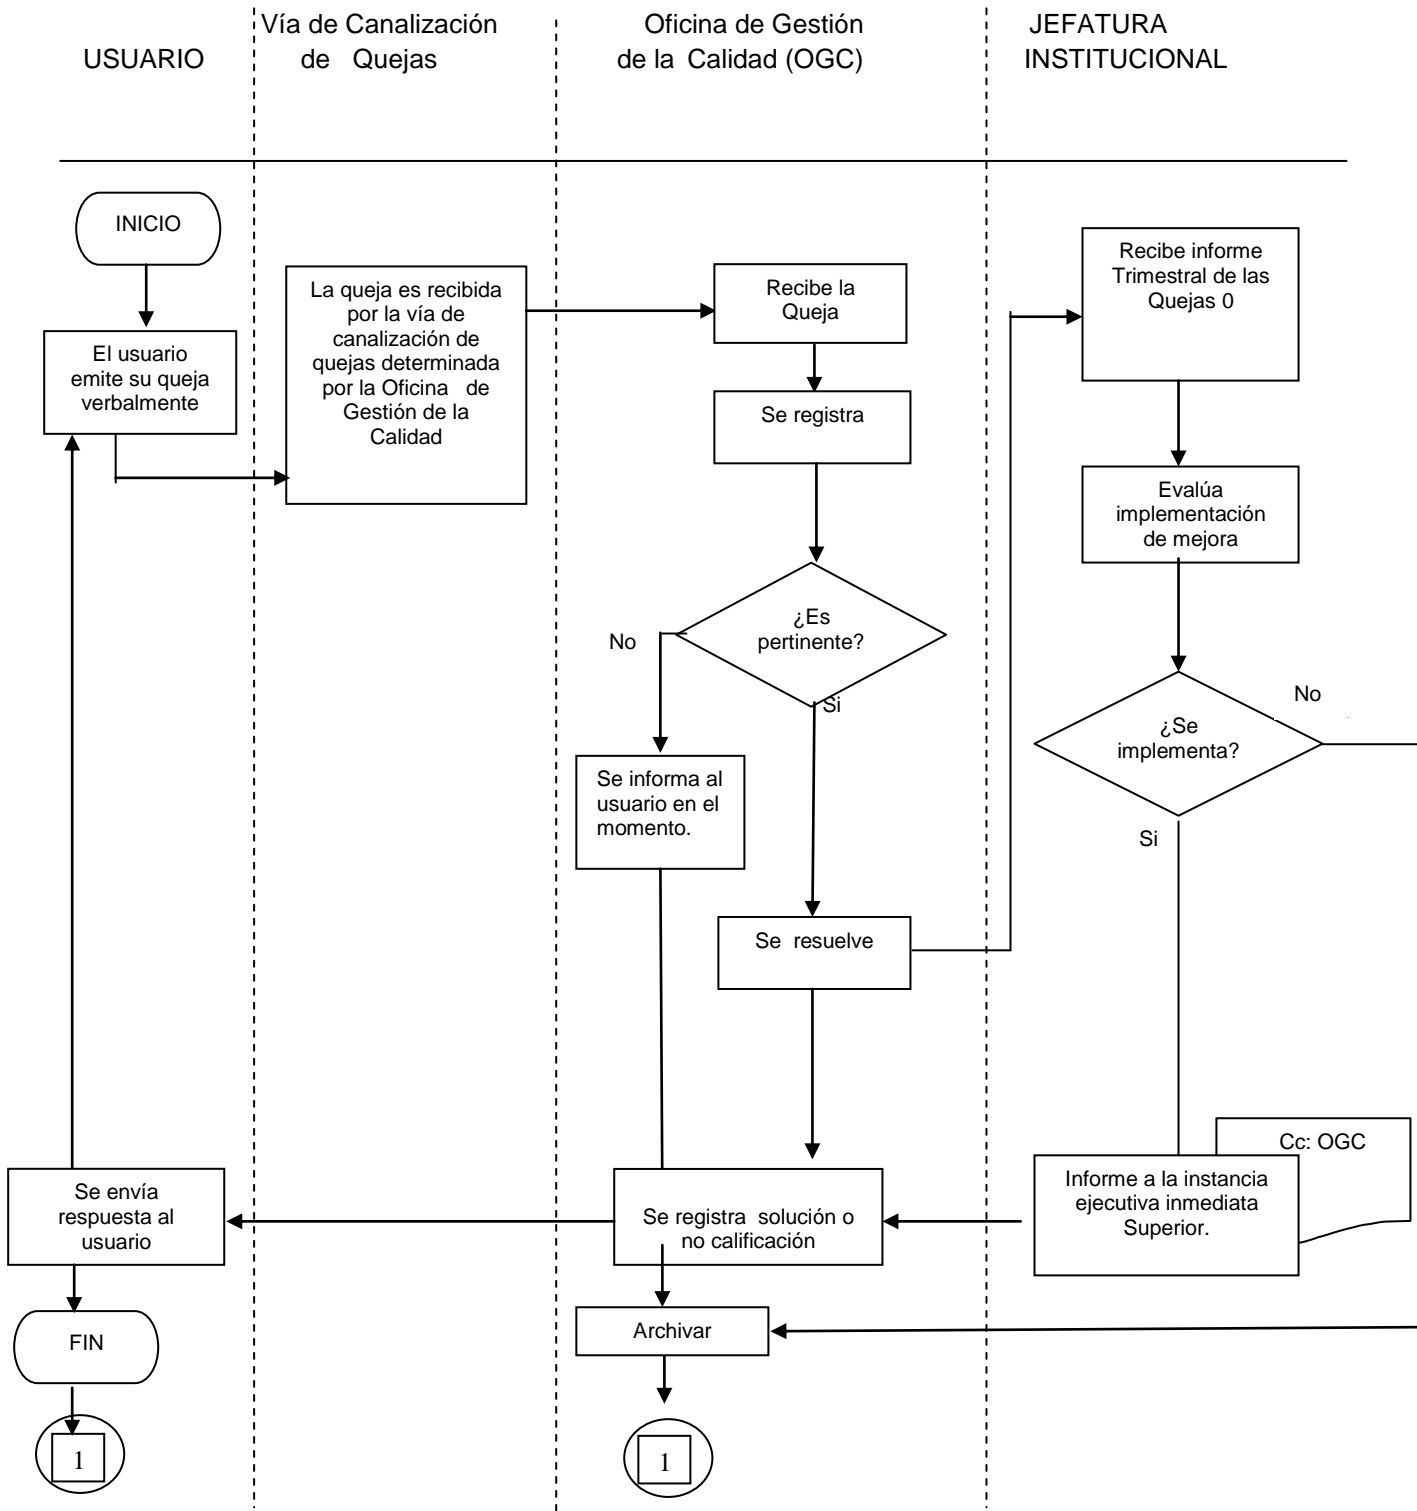 USUARIO
Vía de Canalización
de Quejas
Oficina de Gestión
de la Calidad (OGC)
JEFATURA
INSTITUCIONAL
INICIO
El usuario
emite su queja
verbalmente
La queja es recibida
por la vía de
canalización de
quejas determinada
por la Oficina de
Gestión de la
Calidad
Recibe la
Queja
Se registra
¿Es
pertinente?
No
Si
Se informa al
usuario en el
momento.
Se resuelve
Recibe informe
Trimestral de las
Quejas 0
Evalúa
implementación
de mejora
¿Se
implementa?
No
Si
Cc: OGC
Informe a la instancia
ejecutiva inmediata
Superior.
Se registra solución o
no calificación
Se envía
respuesta al
usuario
Archivar
FIN
1
1